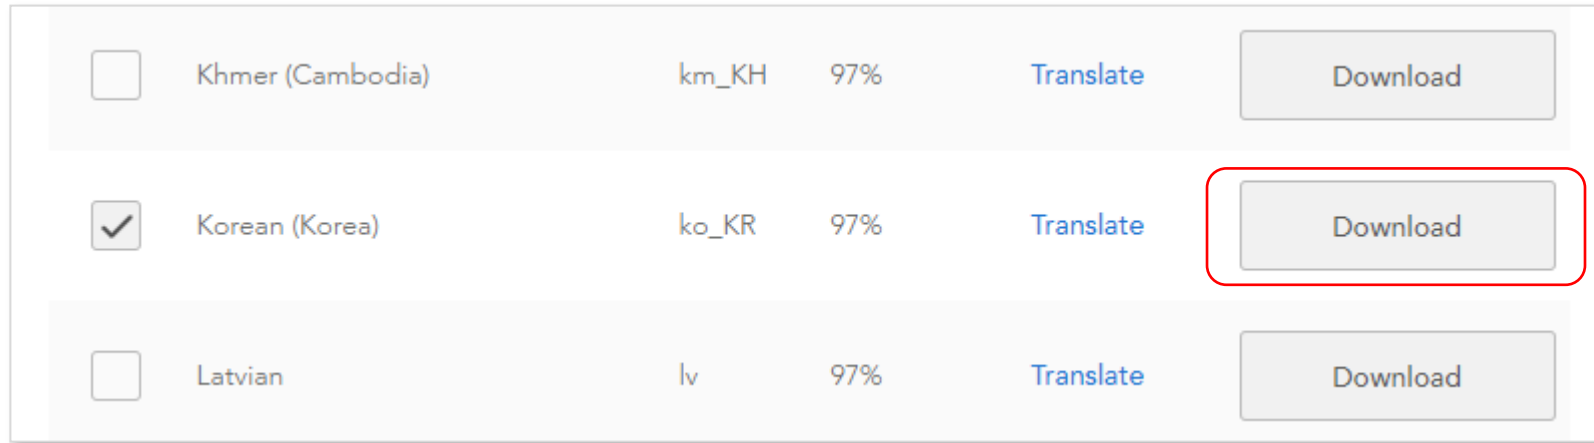 Khmer (Cambodia) km_KH 97% Translate Download
Korean (Korea) ko_KR 97% Translate Download
Latvian lv 97% Translate Download